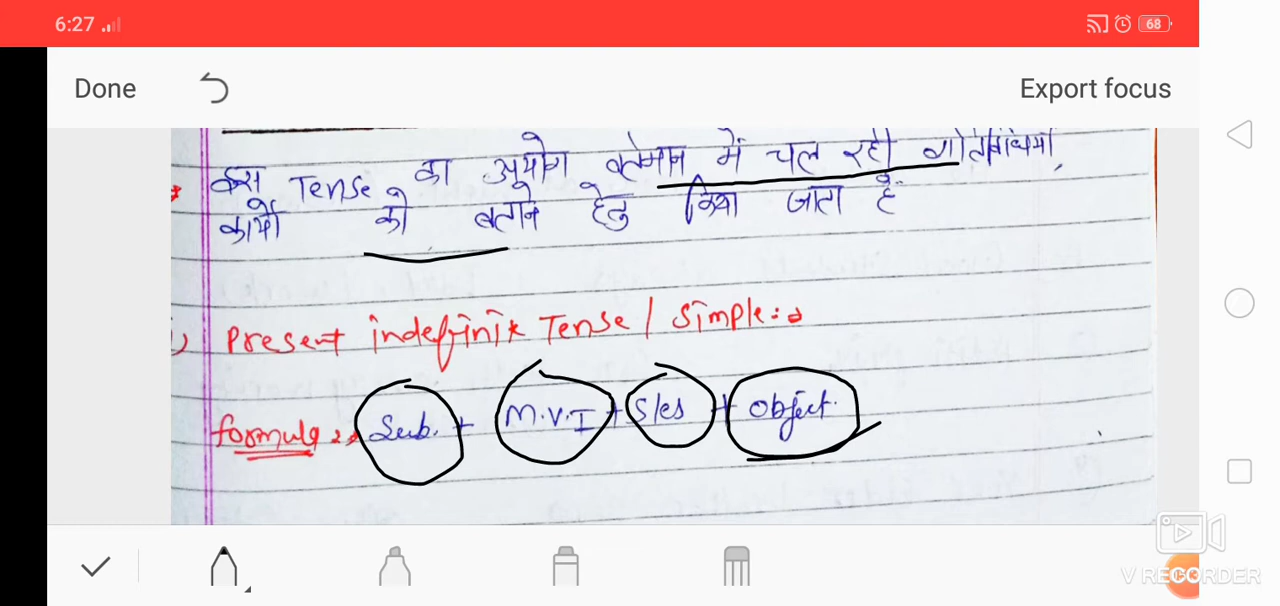 6:27
68
Done
Export focus
इस Tense का उपयोग वर्तमान में चल रही गतिविधियों,
कार्यों को बताने हेतु किया जाता है
Present indefinite Tense / Simple:
formula :- Sub. + M.V.I + S/es + Object.
V RECORDER